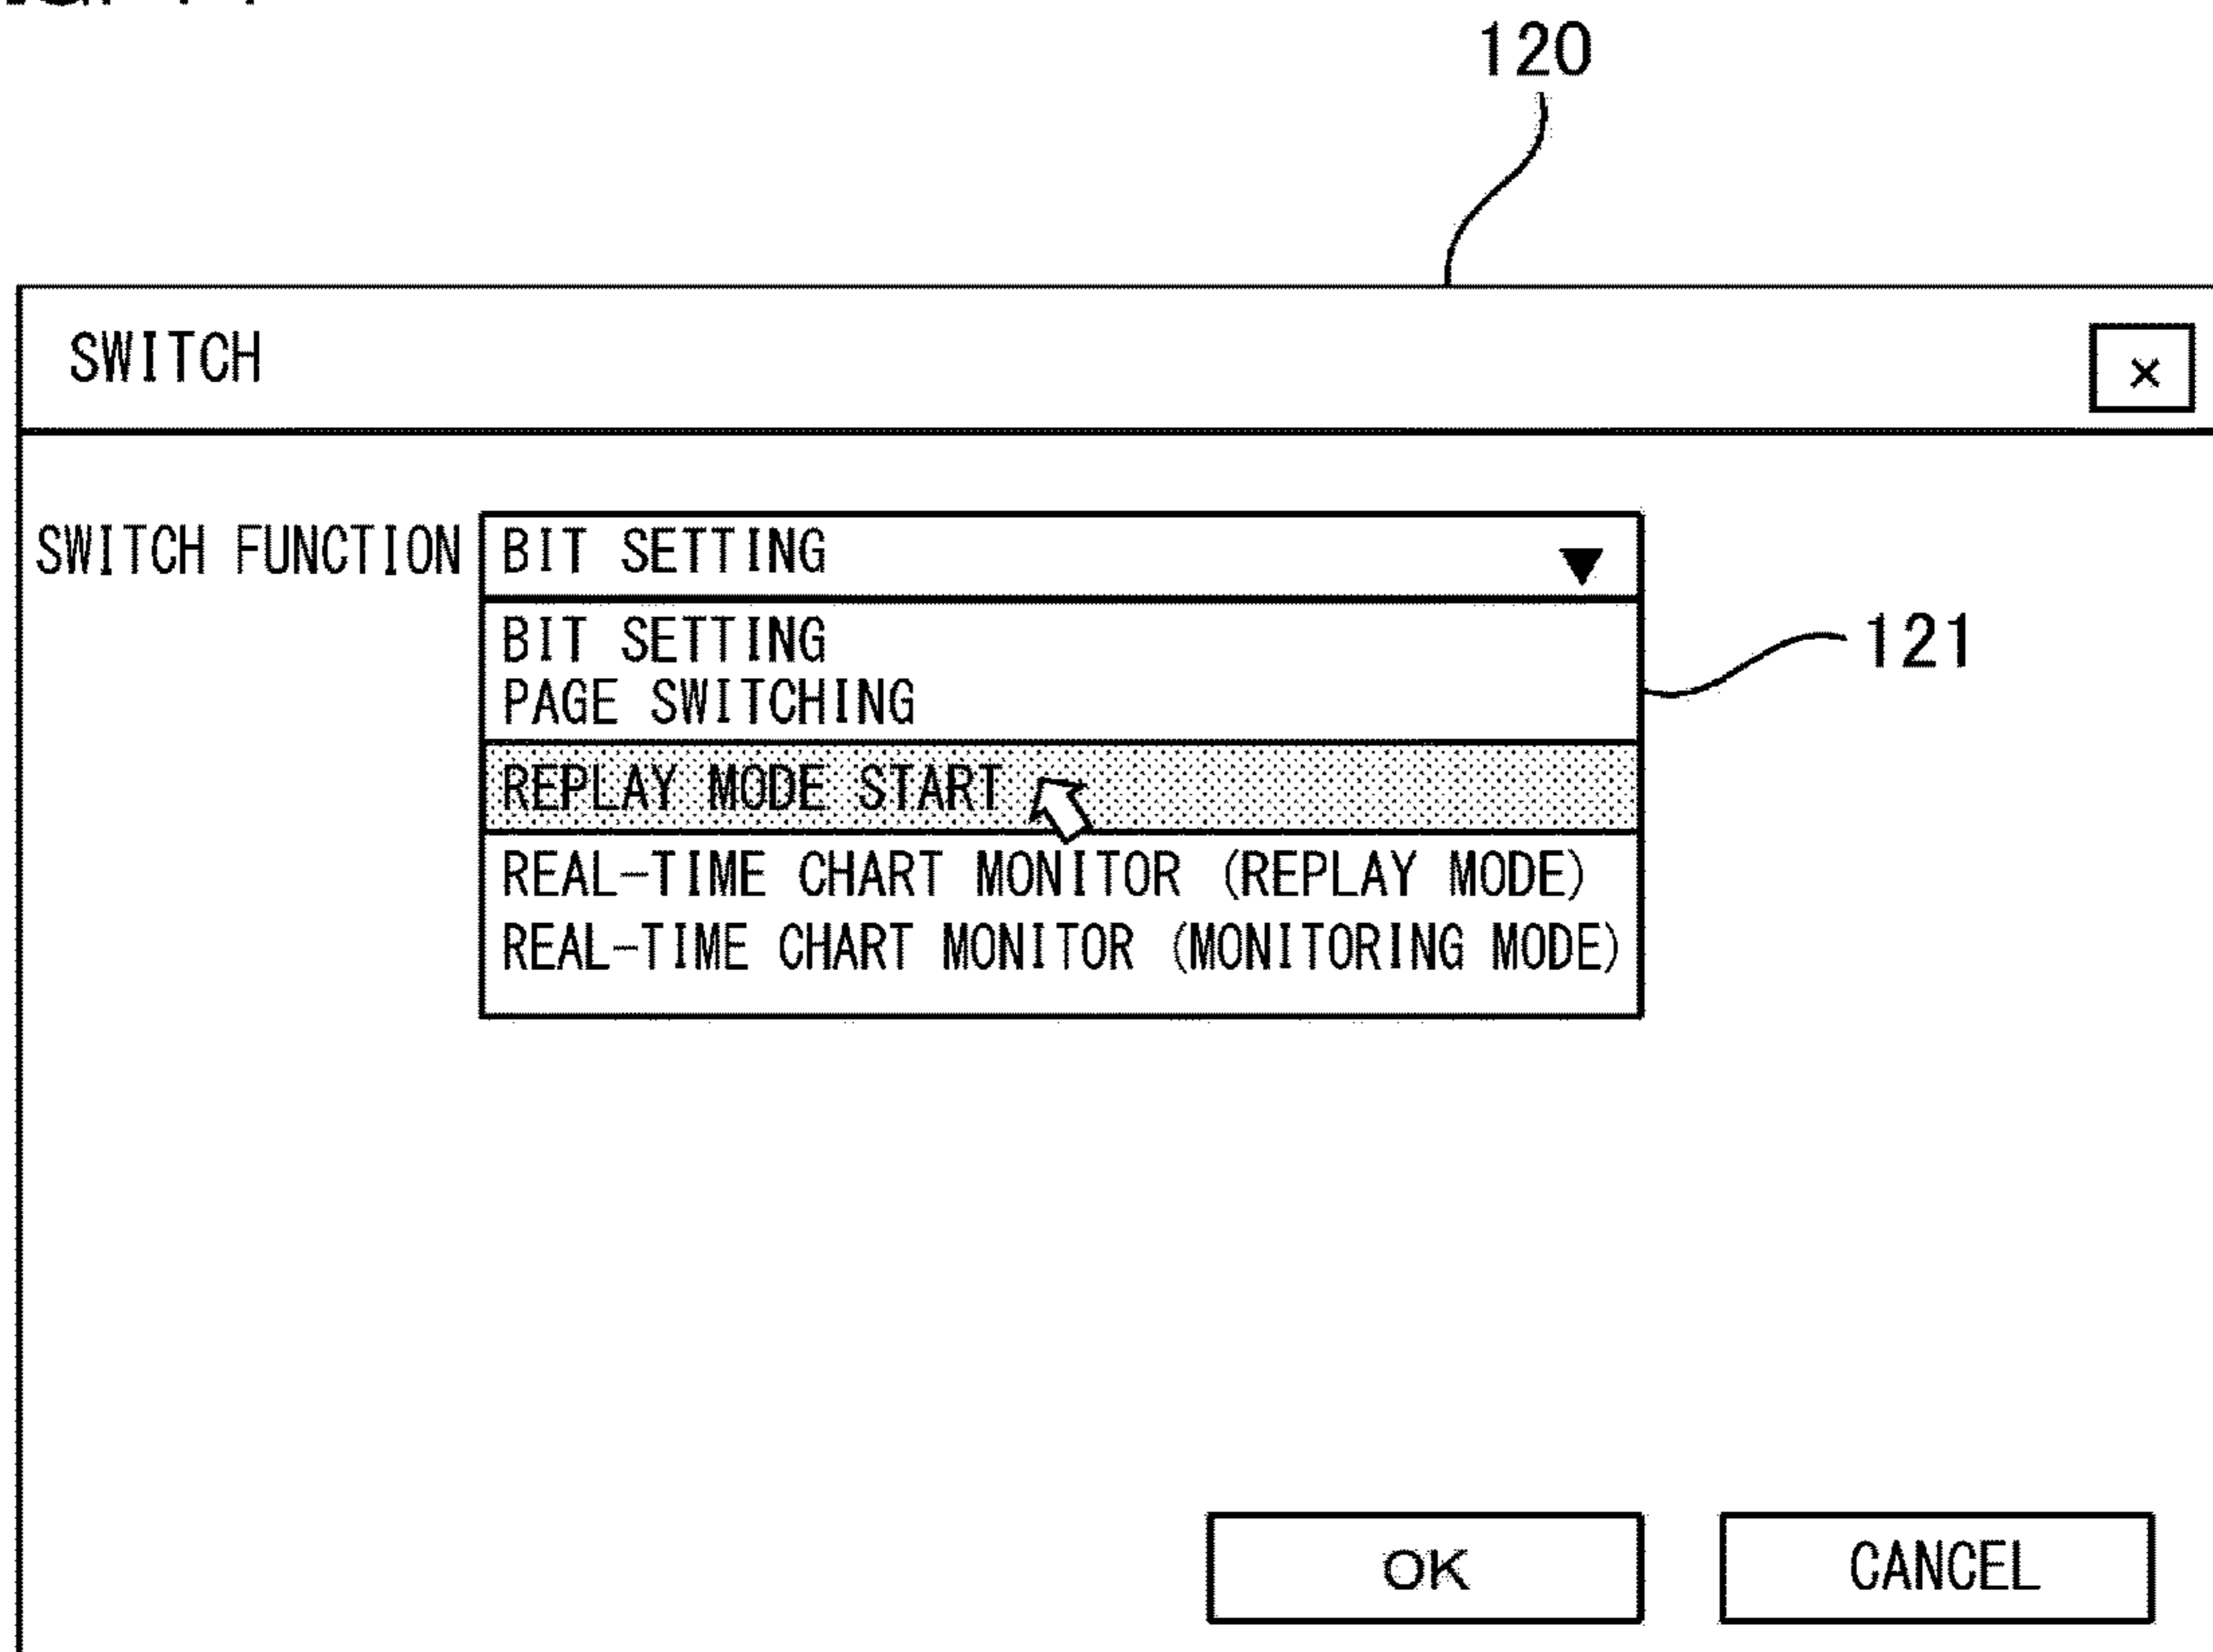 120
SWITCH
×
SWITCH FUNCTION
BIT SETTING
BIT SETTING
PAGE SWITCHING
121
REPLAY MODE START
REAL-TIME CHART MONITOR (REPLAY MODE)
REAL-TIME CHART MONITOR (MONITORING MODE)
OK
CANCEL